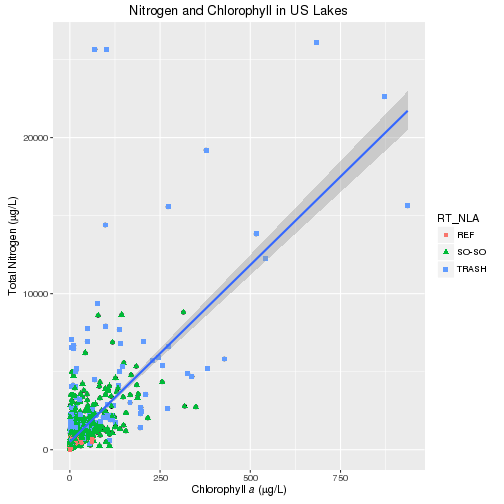 Nitrogen and Chlorophyll in US Lakes
Total Nitrogen (µg/L)
20000
10000
0
0
250
500
750
Chlorophyll a (µg/L)
RT_NLA
REF
SO-SO
TRASH